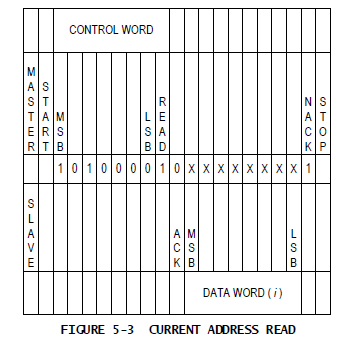 CONTROL WORD
MASTER
START
MSB
LSB
READ
NACK
STOP
1 0 1 0 0 0 0 1 0 X X X X X X X X 1
SLAVE
ACK
MSB
LSB
DATA WORD (i)
FIGURE 5-3 CURRENT ADDRESS READ